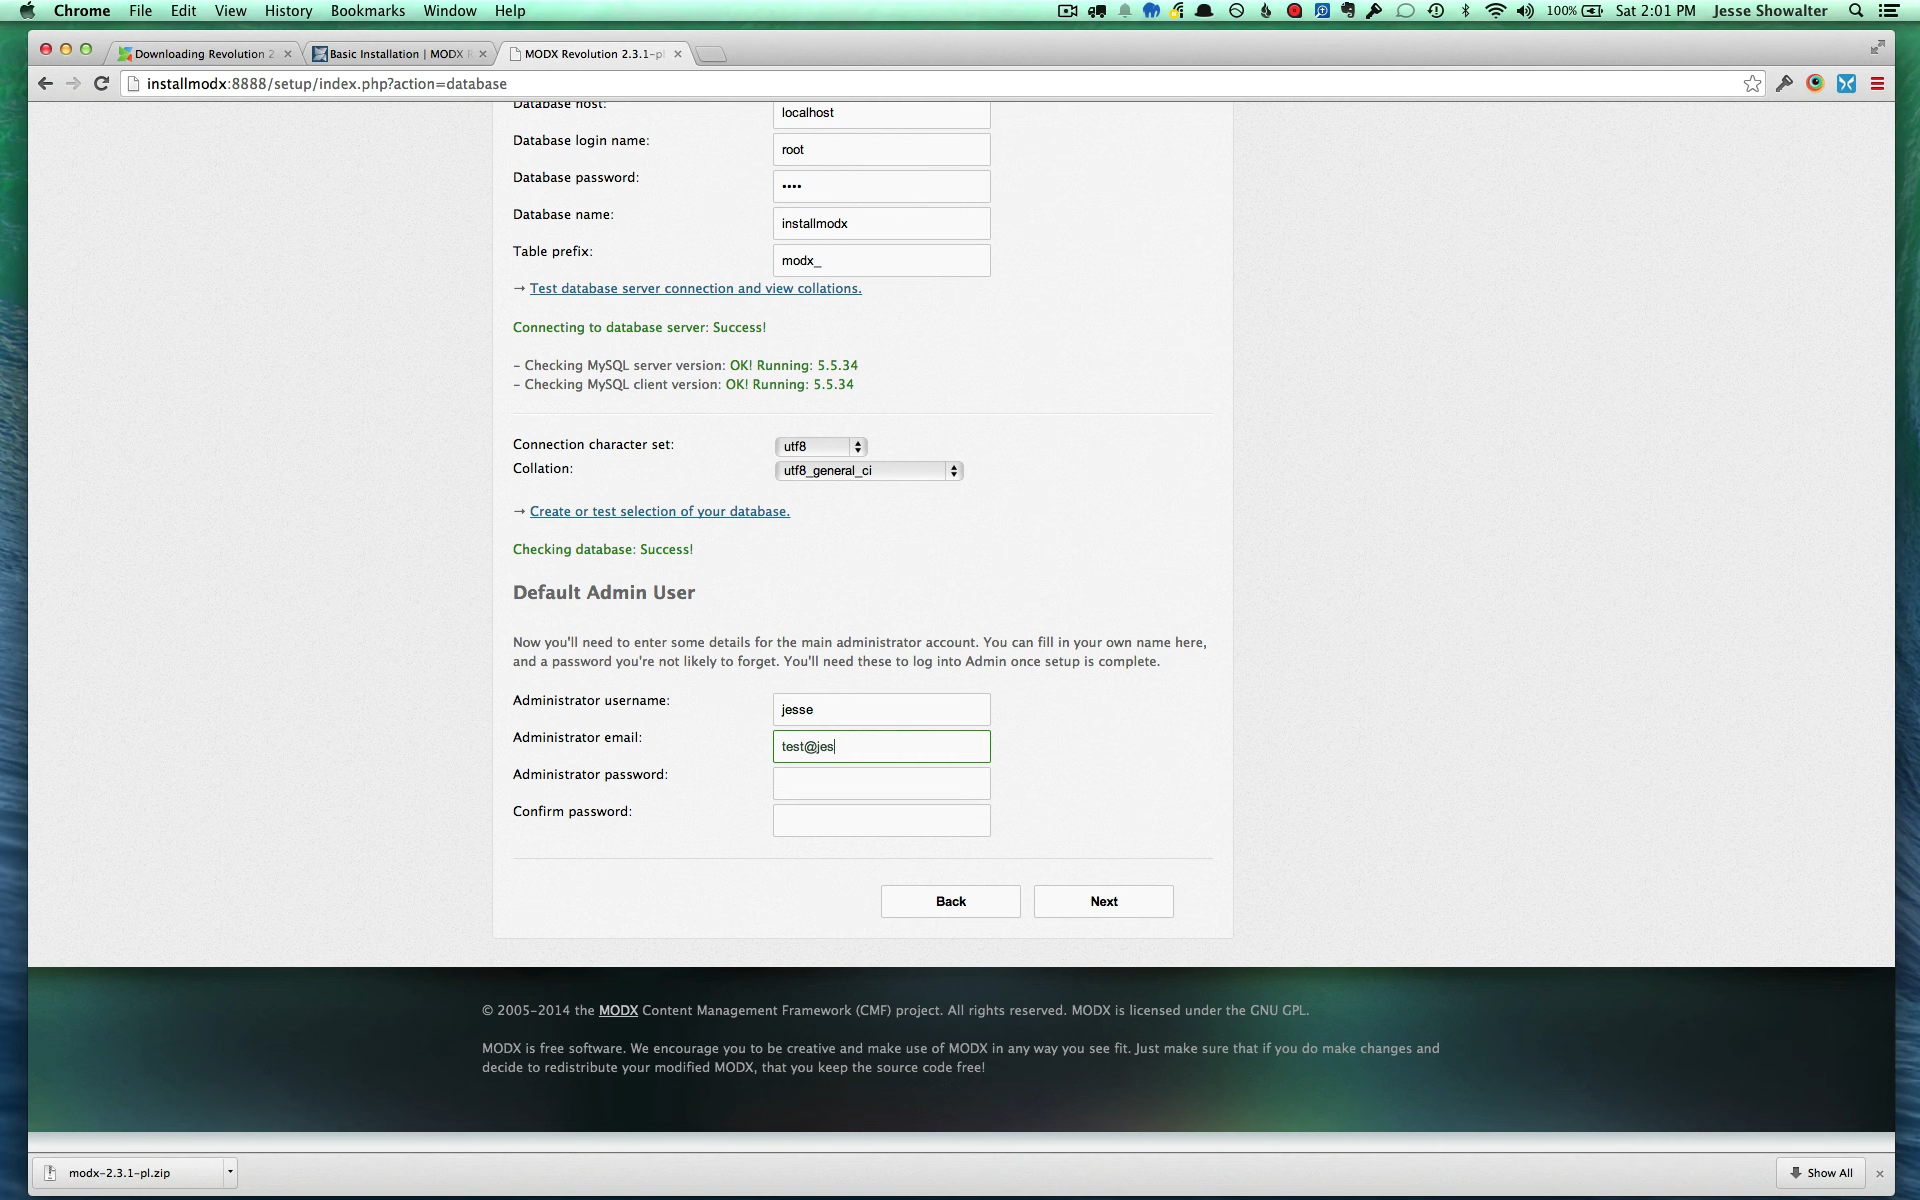 Chrome File Edit View History Bookmarks Window Help 100% Sat 2:01 PM Jesse Showalter
Downloading Revolution 2. Basic Installation | MODX R MODX Revolution 2.3.1-pl
installmodx:8888/setup/index.php?action=database
Database host: localhost
Database login name: root
Database password: ••••
Database name: installmodx
Table prefix: modx_
→ Test database server connection and view collations.
Connecting to database server: Success!
– Checking MySQL server version: OK! Running: 5.5.34
– Checking MySQL client version: OK! Running: 5.5.34
Connection character set: utf8
Collation: utf8_general_ci
→ Create or test selection of your database.
Checking database: Success!
Default Admin User
Now you'll need to enter some details for the main administrator account. You can fill in your own name here,
and a password you're not likely to forget. You'll need these to log into Admin once setup is complete.
Administrator username: jesse
Administrator email: test@jes
Administrator password:
Confirm password:
Back Next
© 2005–2014 the MODX Content Management Framework (CMF) project. All rights reserved. MODX is licensed under the GNU GPL.
MODX is free software. We encourage you to be creative and make use of MODX in any way you see fit. Just make sure that if you do make changes and
decide to redistribute your modified MODX, that you keep the source code free!
modx-2.3.1-pl.zip Show All